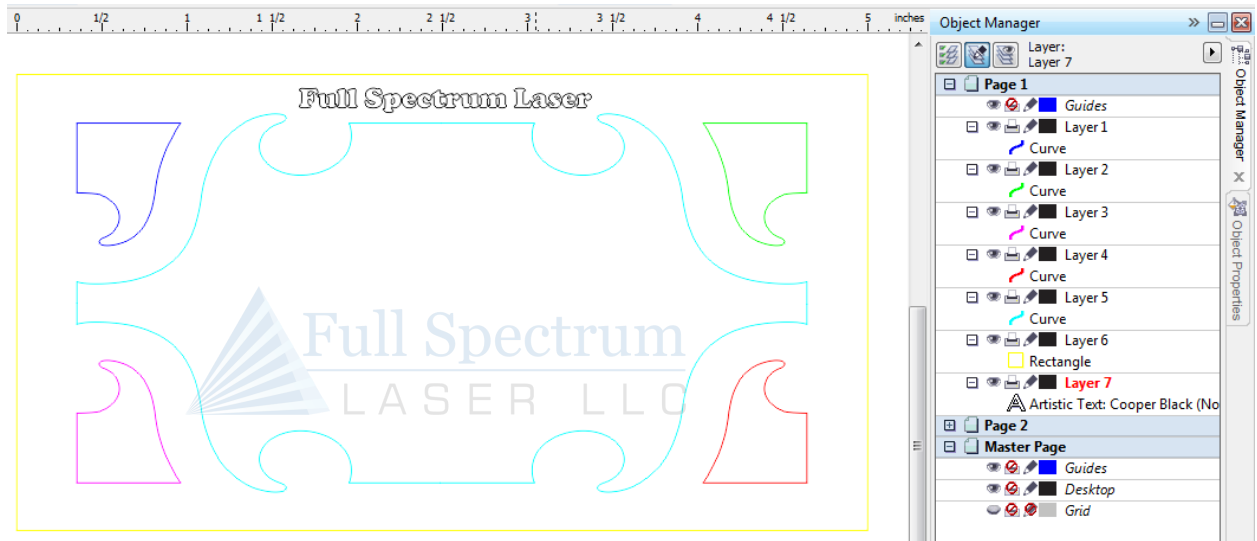 0 1/2 1 1 1/2 2 2 1/2 3 3 1/2 4 4 1/2 5 inches
Full Spectrum Laser
Full Spectrum
LASER LLC
Object Manager
Layer:
Layer 7
Page 1
Guides
Layer 1
Curve
Layer 2
Curve
Layer 3
Curve
Layer 4
Curve
Layer 5
Curve
Layer 6
Rectangle
Layer 7
Artistic Text: Cooper Black (No
Page 2
Master Page
Guides
Desktop
Grid
Object Manager
Object Properties